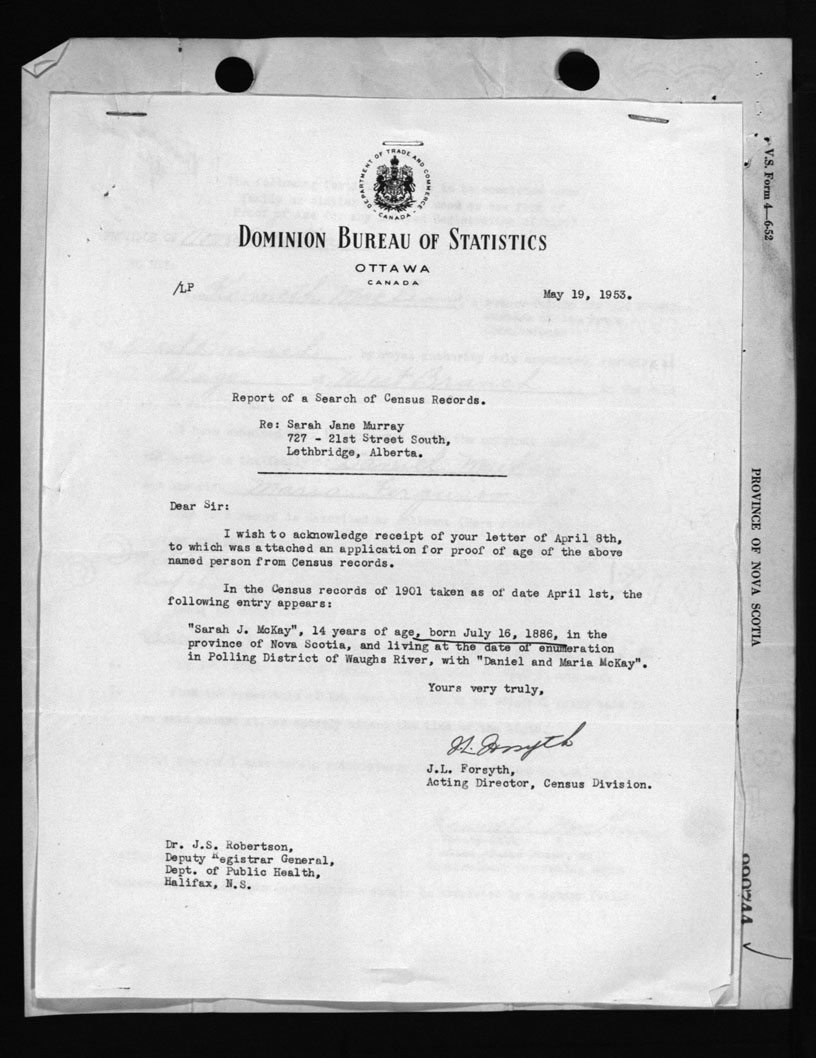 DEPARTMENT OF TRADE AND COMMERCE
- CANADA -
DOMINION BUREAU OF STATISTICS
OTTAWA
CANADA
/LP
May 19, 1953.
Report of a Search of Census Records.
Re: Sarah Jane Murray
727 - 21st Street South,
Lethbridge, Alberta.
Dear Sir:
I wish to acknowledge receipt of your letter of April 8th,
to which was attached an application for proof of age of the above
named person from Census records.
In the Census records of 1901 taken as of date April 1st, the
following entry appears:
"Sarah J. McKay", 14 years of age, born July 16, 1886, in the
province of Nova Scotia, and living at the date of enumeration
in Polling District of Waughs River, with "Daniel and Maria McKay".
Yours very truly,
J.L. Forsyth
J.L. Forsyth,
Acting Director, Census Division.
Dr. J.S. Robertson,
Deputy Registrar General,
Dept. of Public Health,
Halifax, N.S.
V.S. Form 4—6-52
PROVINCE OF NOVA SCOTIA